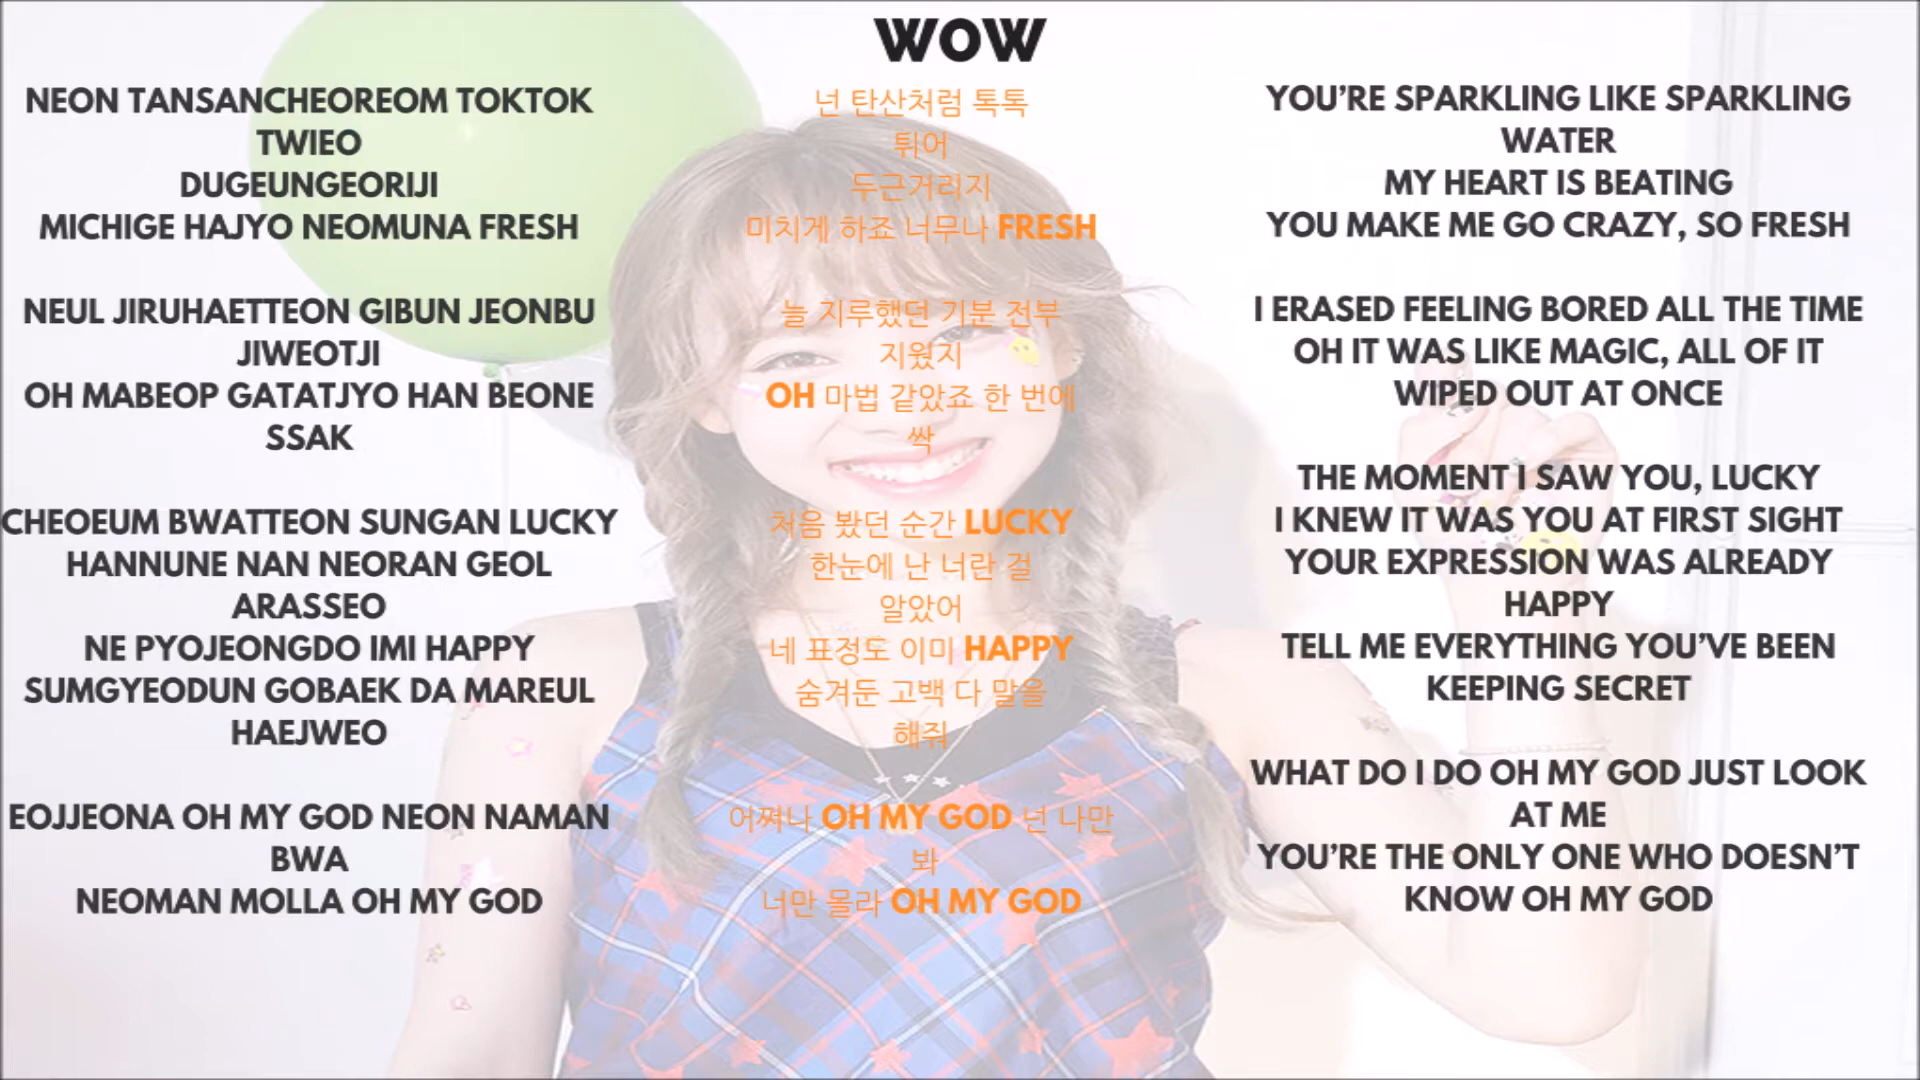 WOW
NEON TANSANCHEOREOM TOKTOK
TWIEO
DUGEUNGEORIJI
MICHIGE HAJYO NEOMUNA FRESH
NEUL JIRUHAETTEON GIBUN JEONBU
JIWEOTJI
OH MABEOP GATATJYO HAN BEONE
SSAK
CHEOEUM BWATTEON SUNGAN LUCKY
HANNUNE NAN NEORAN GEOL
ARASSEO
NE PYOJEONGDO IMI HAPPY
SUMGYEODUN GOBAEK DA MAREUL
HAEJWEO
EOJJEONA OH MY GOD NEON NAMAN
BWA
NEOMAN MOLLA OH MY GOD
넌 탄산처럼 톡톡
튀어
두근거리지
미치게 하죠 너무나 FRESH
늘 지루했던 기분 전부
지웠지
OH 마법 같았죠 한 번에
싹
처음 봤던 순간 LUCKY
한눈에 난 너란 걸
알았어
네 표정도 이미 HAPPY
숨겨둔 고백 다 말을
해줘
어쩌나 OH MY GOD 넌 나만
봐
너만 몰라 OH MY GOD
YOU’RE SPARKLING LIKE SPARKLING
WATER
MY HEART IS BEATING
YOU MAKE ME GO CRAZY, SO FRESH
I ERASED FEELING BORED ALL THE TIME
OH IT WAS LIKE MAGIC, ALL OF IT
WIPED OUT AT ONCE
THE MOMENT I SAW YOU, LUCKY
I KNEW IT WAS YOU AT FIRST SIGHT
YOUR EXPRESSION WAS ALREADY
HAPPY
TELL ME EVERYTHING YOU’VE BEEN
KEEPING SECRET
WHAT DO I DO OH MY GOD JUST LOOK
AT ME
YOU’RE THE ONLY ONE WHO DOESN’T
KNOW OH MY GOD